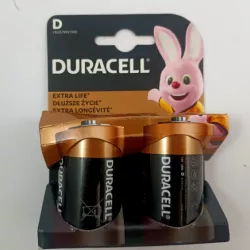 D
DURACELL
EXTRA LIFE
DŁUŻSZE ŻYCIE
EXTRA LONGÉVITÉ
DURACELL
DURACELL